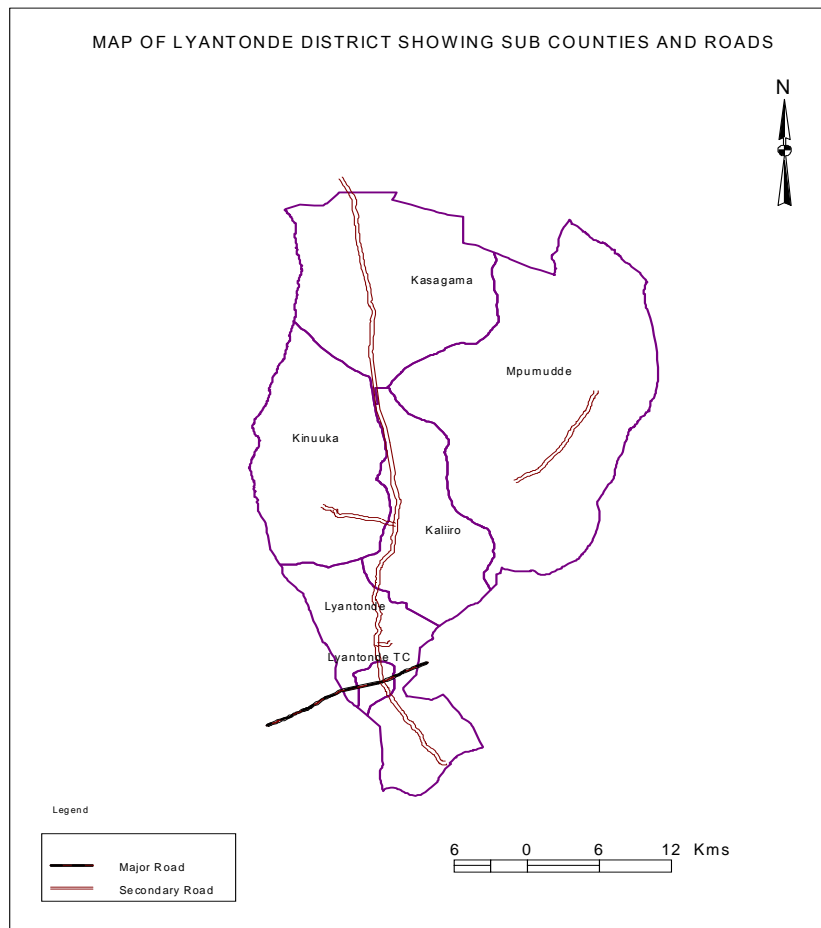 MAP OF LYANTONDE DISTRICT SHOWING SUB COUNTIES AND ROADS
N
Kasagama
Mpumudde
Kinuuka
Kaliiro
Lyantonde
Lyantonde TC
Legend
Major Road
Secondary Road
6 0 6 12 Kms